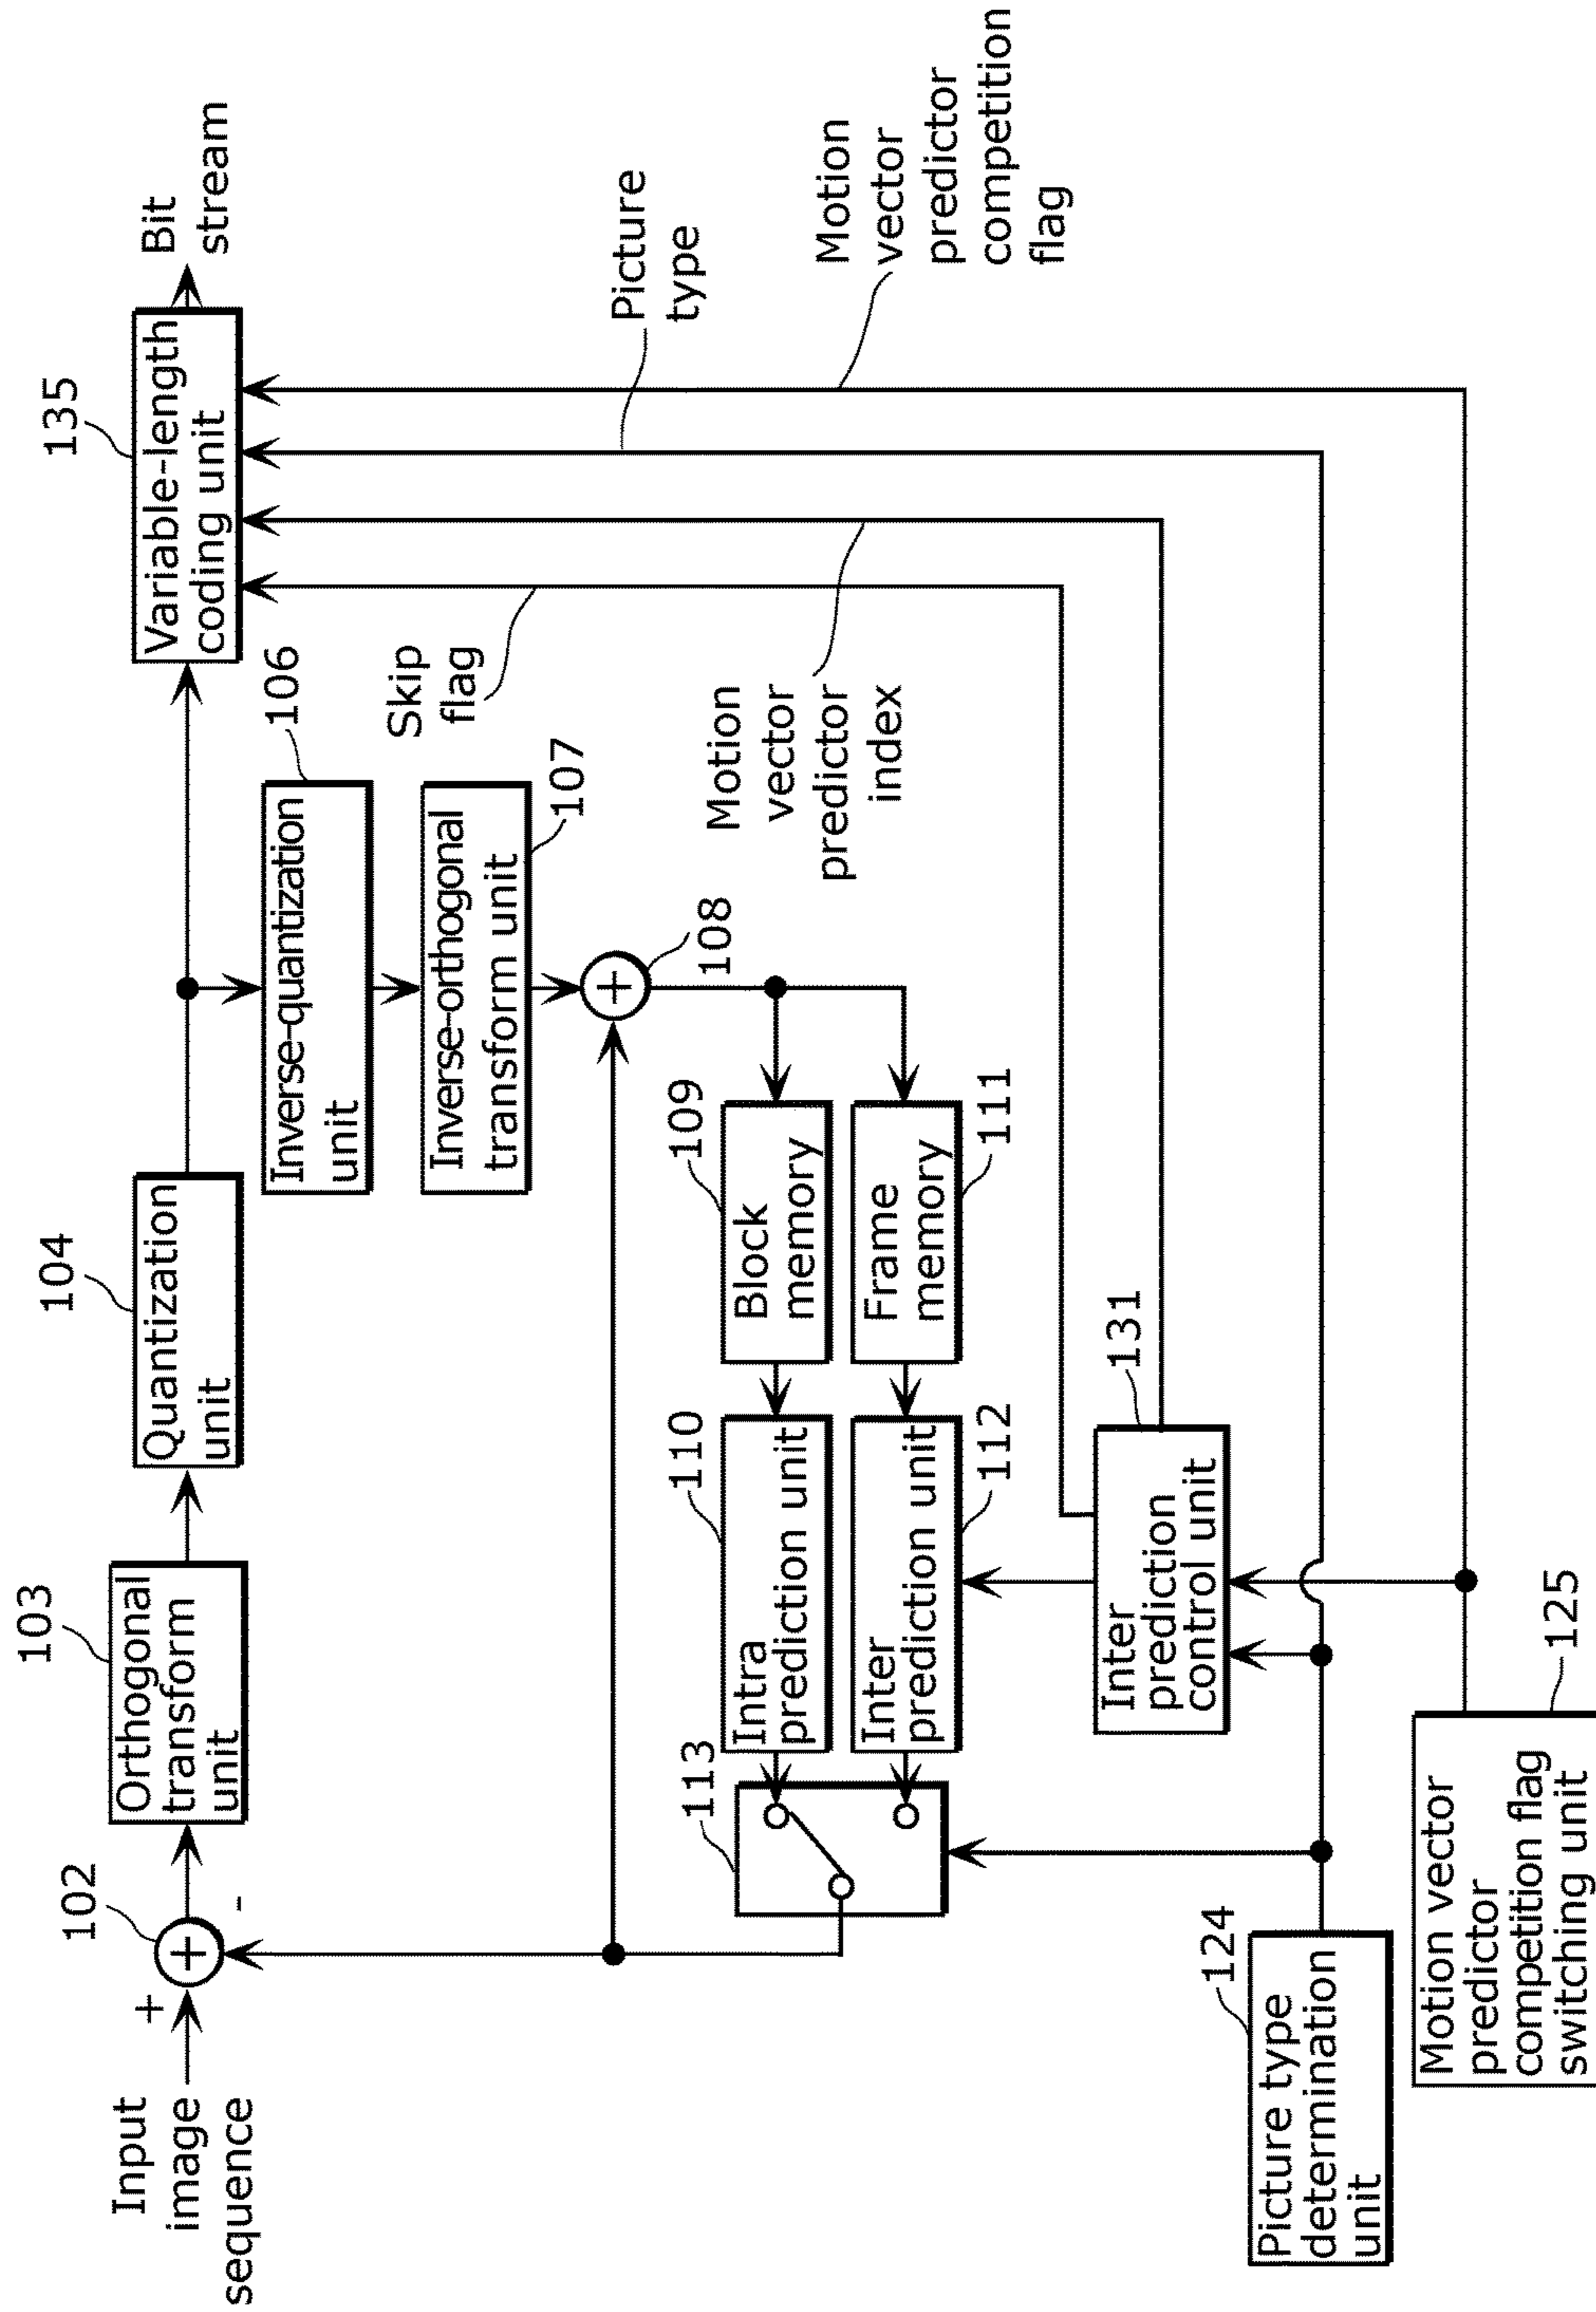 Input
image
sequence
+
-
102
+
103
Orthogonal
transform
unit
104
Quantization
unit
135
Variable-length
coding unit
Bit
stream
106
Inverse-quantization
unit
107
Inverse-orthogonal
transform unit
+
108
Skip
flag
Picture
type
Motion
vector
predictor
index
Motion
vector
predictor
competition
flag
113
110
Intra
prediction unit
109
Block
memory
Inter
prediction unit
112
Frame
memory
111
131
Inter
prediction
control unit
124
Picture type
determination
unit
125
Motion vector
predictor
competition flag
switching unit